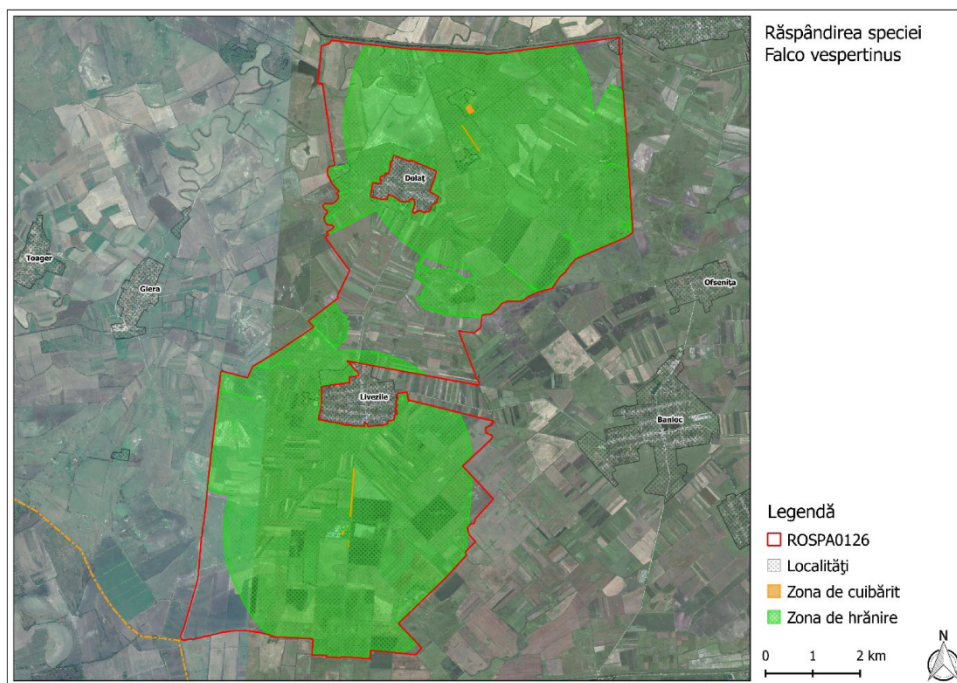 Răspândirea speciei
Falco vespertinus
Dolaț
Toager
Giera
Ofsenița
Livezile
Banloc
Legendă
ROSPA0126
Localități
Zona de cuibărit
Zona de hrănire
N
0 1 2 km